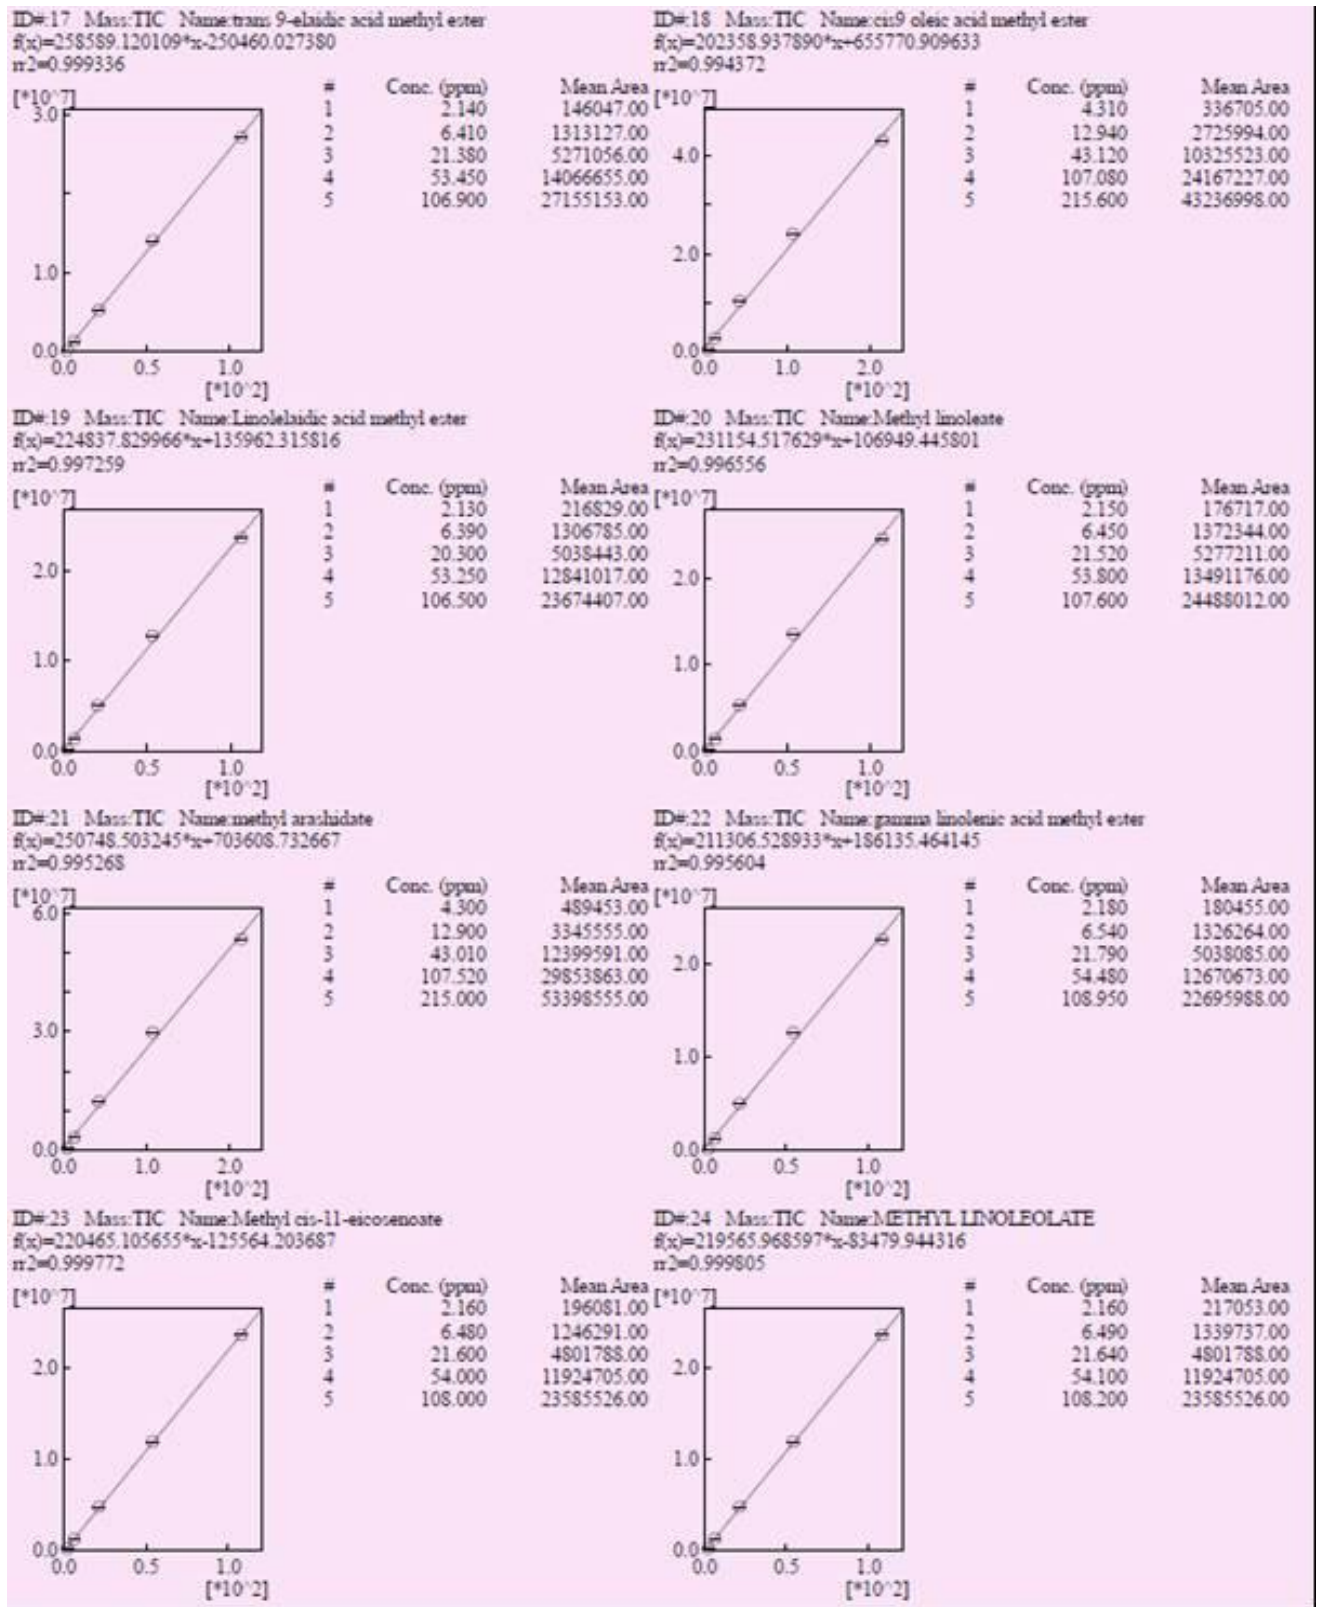 ID#:17 Mass:TIC Name:trans 9-elaidic acid methyl ester
f(x)=258589.120109*x-250460.027380
rr2=0.999336
# Conc. (ppm) Mean Area
1 2.140 146047.00
2 6.410 1313127.00
3 21.380 5271056.00
4 53.450 14066655.00
5 106.900 27155153.00
[*10^7]
3.0
1.0
0.0
0.0 0.5 1.0
[*10^2]
ID#:18 Mass:TIC Name:cis9 oleic acid methyl ester
f(x)=202358.937890*x+655770.909633
rr2=0.994372
# Conc. (ppm) Mean Area
1 4.310 336705.00
2 12.940 2725994.00
3 43.120 10325523.00
4 107.080 24167227.00
5 215.600 43236998.00
[*10^7]
4.0
2.0
0.0
0.0 1.0 2.0
[*10^2]
ID#:19 Mass:TIC Name:Linolelaidic acid methyl ester
f(x)=224837.829966*x+135962.315816
rr2=0.997259
# Conc. (ppm) Mean Area
1 2.130 216829.00
2 6.390 1306785.00
3 20.300 5038443.00
4 53.250 12841017.00
5 106.500 23674407.00
[*10^7]
2.0
1.0
0.0
0.0 0.5 1.0
[*10^2]
ID#:20 Mass:TIC Name:Methyl linoleate
f(x)=231154.517629*x+106949.445801
rr2=0.996556
# Conc. (ppm) Mean Area
1 2.150 176717.00
2 6.450 1372344.00
3 21.520 5277211.00
4 53.800 13491176.00
5 107.600 24488012.00
[*10^7]
2.0
1.0
0.0
0.0 0.5 1.0
[*10^2]
ID#:21 Mass:TIC Name:methyl arashidate
f(x)=250748.503245*x+703608.732667
rr2=0.995268
# Conc. (ppm) Mean Area
1 4.300 489453.00
2 12.900 3345555.00
3 43.010 12399591.00
4 107.520 29853863.00
5 215.000 53398555.00
[*10^7]
6.0
3.0
0.0
0.0 1.0 2.0
[*10^2]
ID#:22 Mass:TIC Name:gamma linolenic acid methyl ester
f(x)=211306.528933*x+186135.464145
rr2=0.995604
# Conc. (ppm) Mean Area
1 2.180 180455.00
2 6.540 1326264.00
3 21.790 5038085.00
4 54.480 12670673.00
5 108.950 22695988.00
[*10^7]
2.0
1.0
0.0
0.0 0.5 1.0
[*10^2]
ID#:23 Mass:TIC Name:Methyl cis-11-eicosenoate
f(x)=220465.105655*x-125564.203687
rr2=0.999772
# Conc. (ppm) Mean Area
1 2.160 196081.00
2 6.480 1246291.00
3 21.600 4801788.00
4 54.000 11924705.00
5 108.000 23585526.00
[*10^7]
2.0
1.0
0.0
0.0 0.5 1.0
[*10^2]
ID#:24 Mass:TIC Name:METHYL LINOLEOLATE
f(x)=219565.968597*x-83479.944316
rr2=0.999805
# Conc. (ppm) Mean Area
1 2.160 217053.00
2 6.490 1339737.00
3 21.640 4801788.00
4 54.100 11924705.00
5 108.200 23585526.00
[*10^7]
2.0
1.0
0.0
0.0 0.5 1.0
[*10^2]